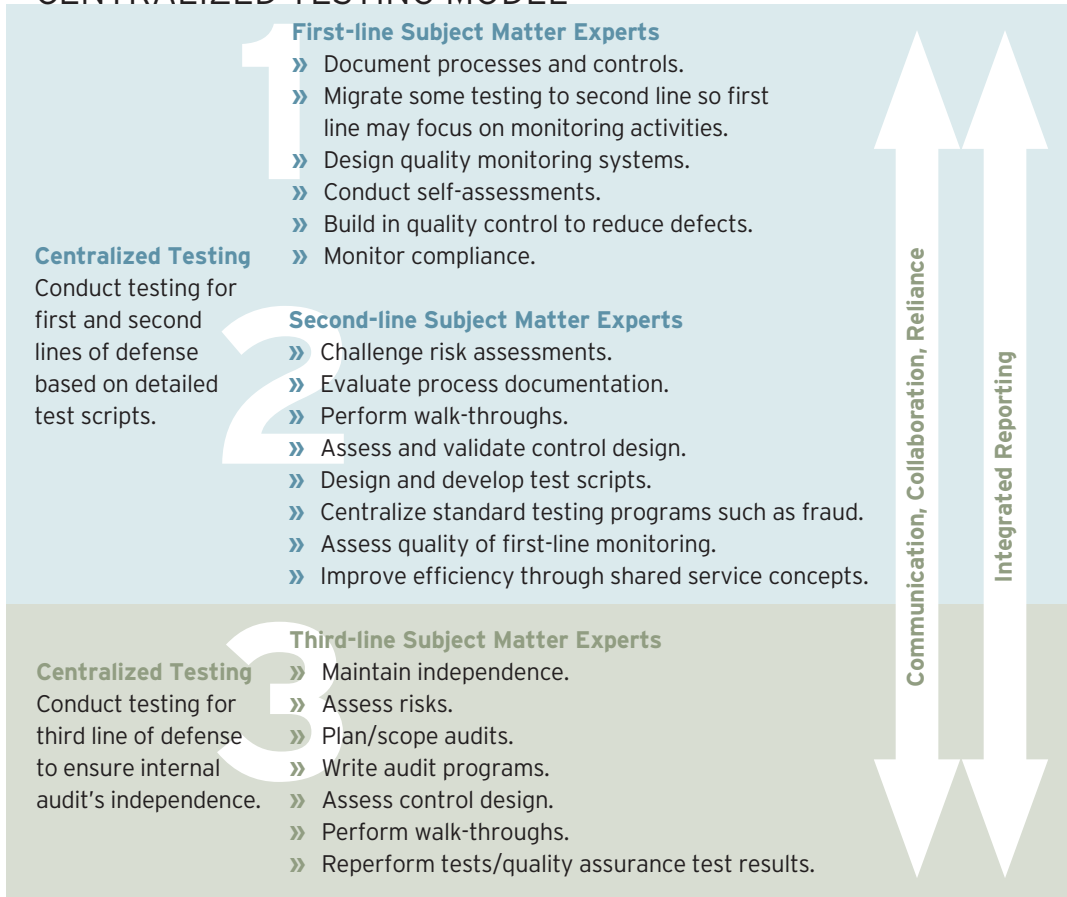 CENTRALIZED TESTING MODEL
1
First-line Subject Matter Experts
» Document processes and controls.
» Migrate some testing to second line so first
line may focus on monitoring activities.
» Design quality monitoring systems.
» Conduct self-assessments.
» Build in quality control to reduce defects.
» Monitor compliance.
Centralized Testing
Conduct testing for
first and second
lines of defense
based on detailed
test scripts.
2
Second-line Subject Matter Experts
» Challenge risk assessments.
» Evaluate process documentation.
» Perform walk-throughs.
» Assess and validate control design.
» Design and develop test scripts.
» Centralize standard testing programs such as fraud.
» Assess quality of first-line monitoring.
» Improve efficiency through shared service concepts.
Centralized Testing
Conduct testing for
third line of defense
to ensure internal
audit's independence.
3
Third-line Subject Matter Experts
» Maintain independence.
» Assess risks.
» Plan/scope audits.
» Write audit programs.
» Assess control design.
» Perform walk-throughs.
» Reperform tests/quality assurance test results.
Communication, Collaboration, Reliance
Integrated Reporting